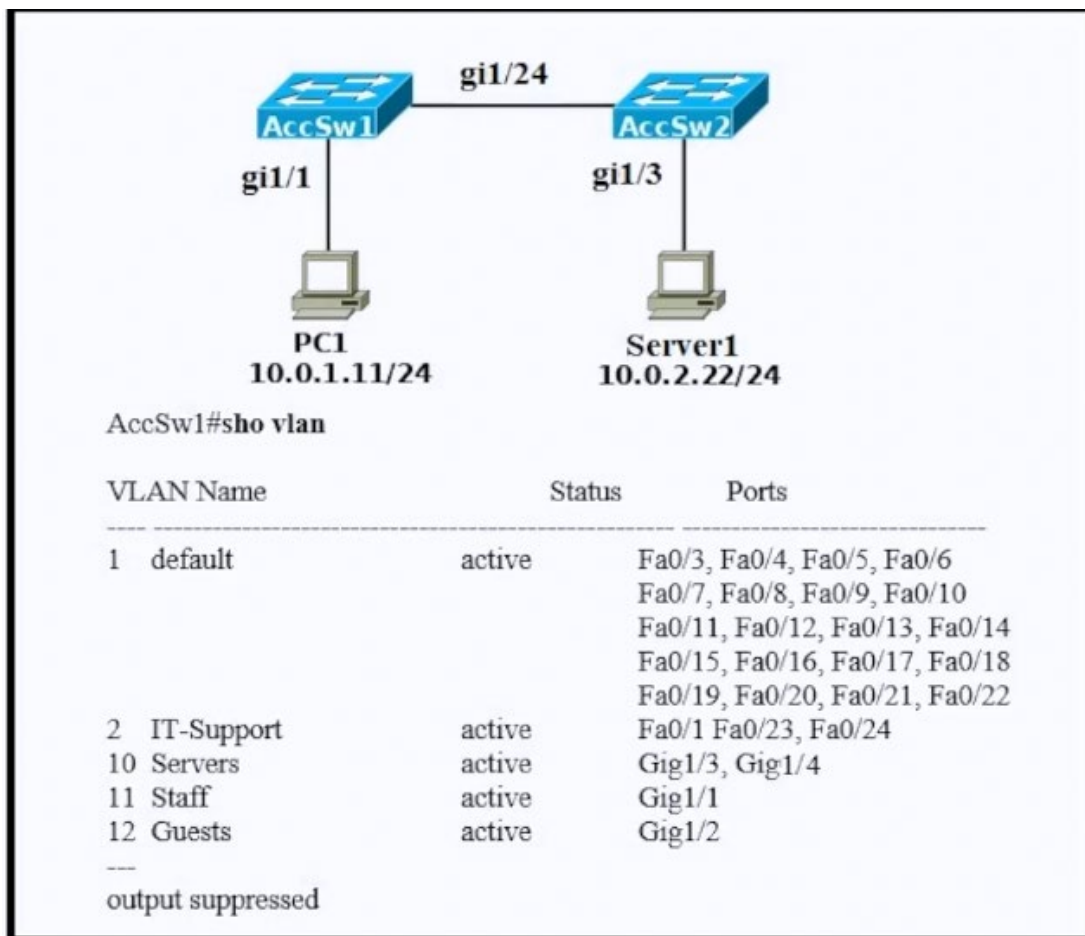 gi1/24
AccSw1
AccSw2
gi1/1
gi1/3
PC1
10.0.1.11/24
Server1
10.0.2.22/24
AccSw1#sho vlan
VLAN Name Status Ports
---- -------------------------------- --------- -------------------------------
1 default active Fa0/3, Fa0/4, Fa0/5, Fa0/6
Fa0/7, Fa0/8, Fa0/9, Fa0/10
Fa0/11, Fa0/12, Fa0/13, Fa0/14
Fa0/15, Fa0/16, Fa0/17, Fa0/18
Fa0/19, Fa0/20, Fa0/21, Fa0/22
2 IT-Support active Fa0/1 Fa0/23, Fa0/24
10 Servers active Gig1/3, Gig1/4
11 Staff active Gig1/1
12 Guests active Gig1/2
---
output suppressed